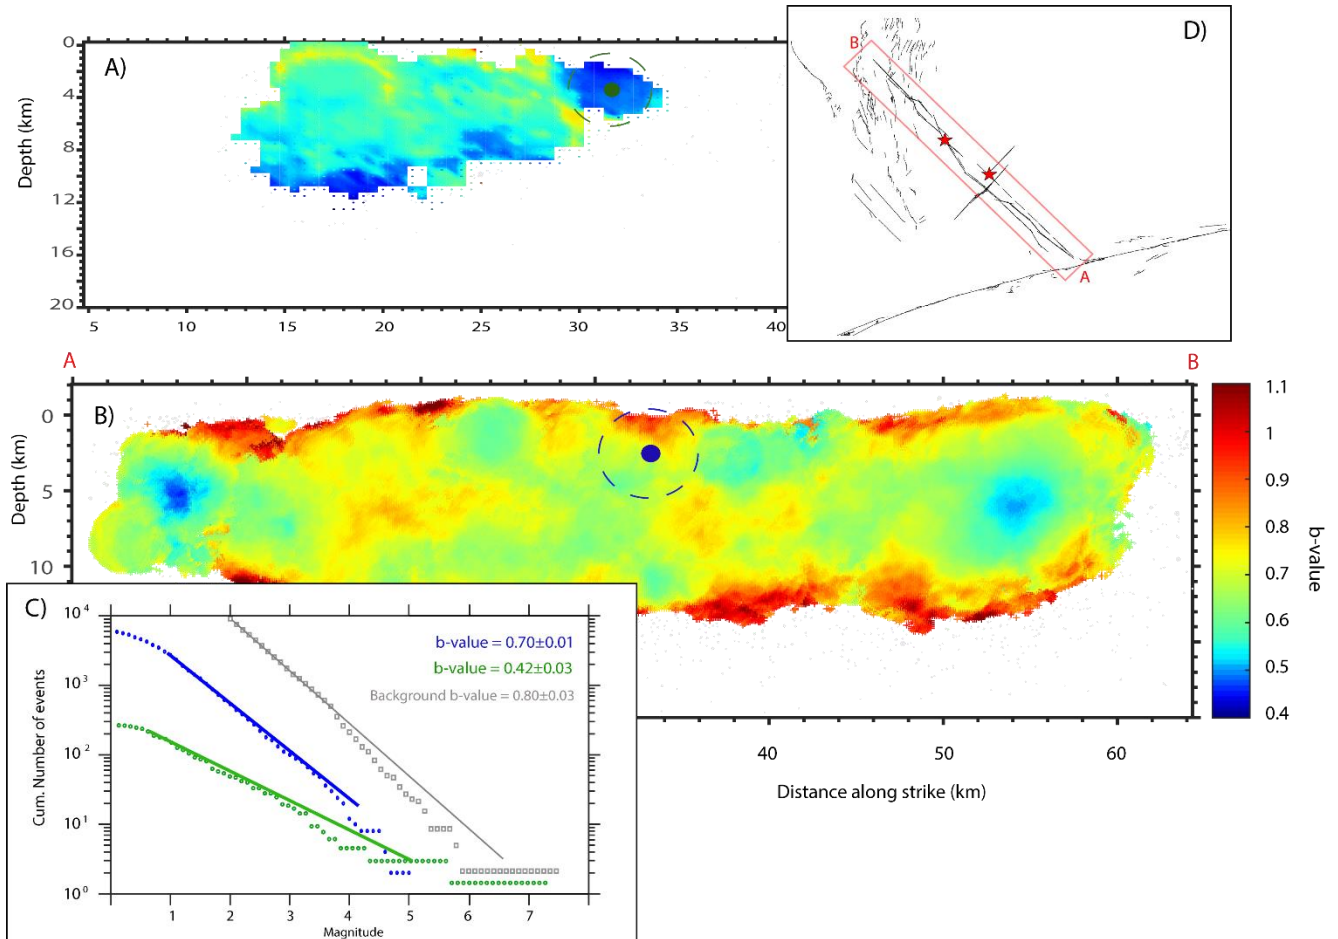 A)
Depth (km)
0
4
8
12
16
20
5
10
15
20
25
30
35
40
D)
B
A
A
B
B)
Depth (km)
0
5
10
40
50
60
Distance along strike (km)
1.1
1
0.9
0.8
0.7
0.6
0.5
0.4
b-value
C)
b-value = 0.70±0.01
b-value = 0.42±0.03
Background b-value = 0.80±0.03
Cum. Number of events
10⁴
10³
10²
10¹
10⁰
1
2
3
4
5
6
7
Magnitude